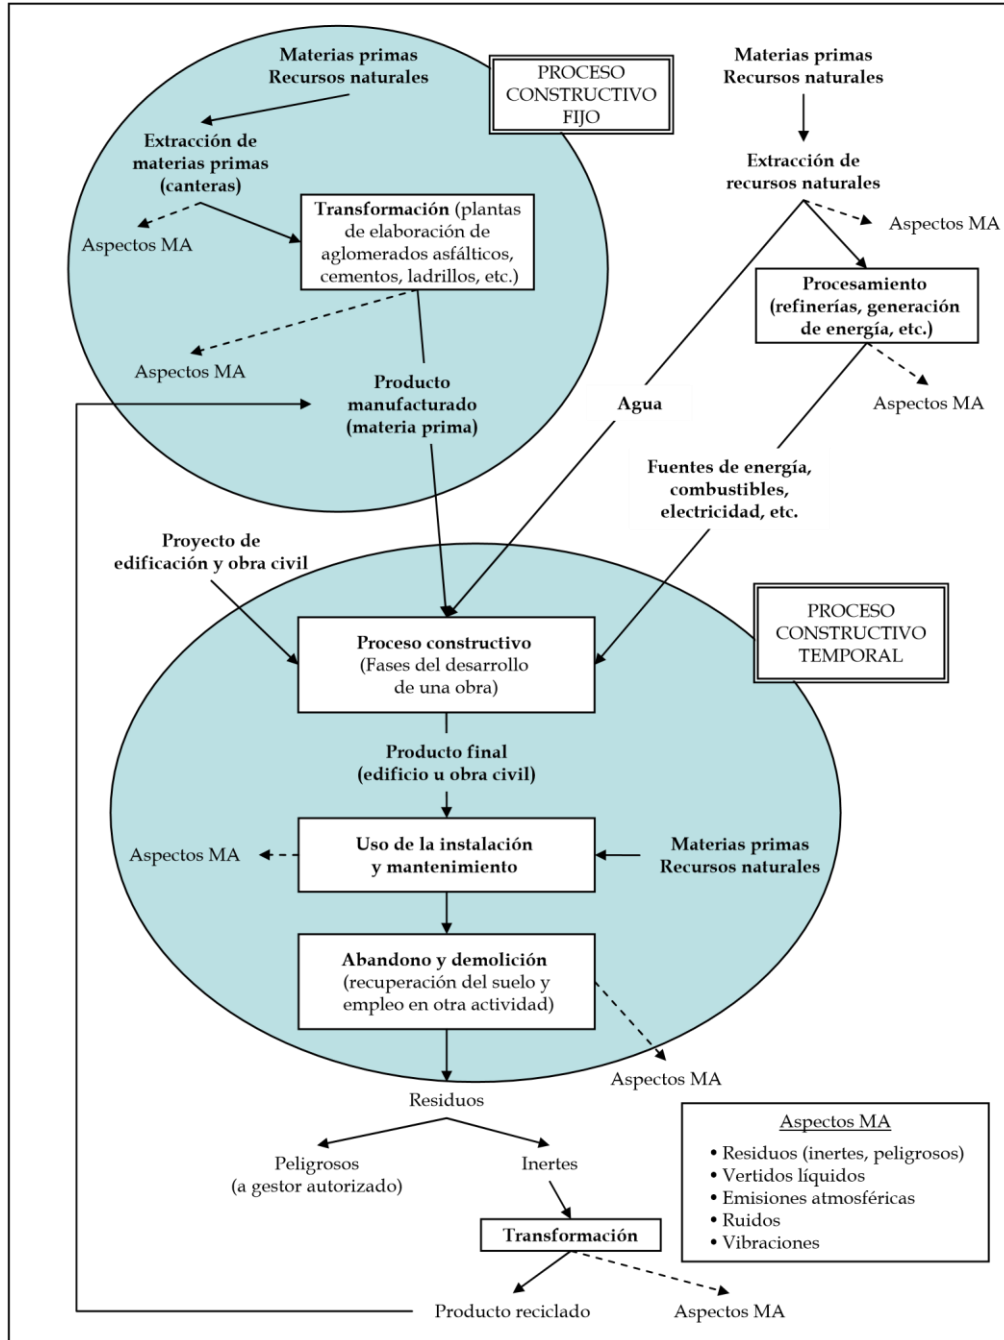 Materias primas
Recursos naturales
PROCESO
CONSTRUCTIVO
FIJO
Materias primas
Recursos naturales
Extracción de
materias primas
(canteras)
Extracción de
recursos naturales
Transformación (plantas
de elaboración de
aglomerados asfálticos,
cementos, ladrillos, etc.)
Aspectos MA
Aspectos MA
Procesamiento
(refinerías, generación
de energía, etc.)
Aspectos MA
Aspectos MA
Producto
manufacturado
(materia prima)
Agua
Fuentes de energía,
combustibles,
electricidad, etc.
Proyecto de
edificación y obra civil
PROCESO
CONSTRUCTIVO
TEMPORAL
Proceso constructivo
(Fases del desarrollo
de una obra)
Producto final
(edificio u obra civil)
Aspectos MA
Uso de la instalación
y mantenimiento
Materias primas
Recursos naturales
Abandono y demolición
(recuperación del suelo y
empleo en otra actividad)
Aspectos MA
Residuos
Peligrosos
(a gestor autorizado)
Inertes
Transformación
Producto reciclado
Aspectos MA
Aspectos MA
• Residuos (inertes, peligrosos)
• Vertidos líquidos
• Emisiones atmosféricas
• Ruidos
• Vibraciones